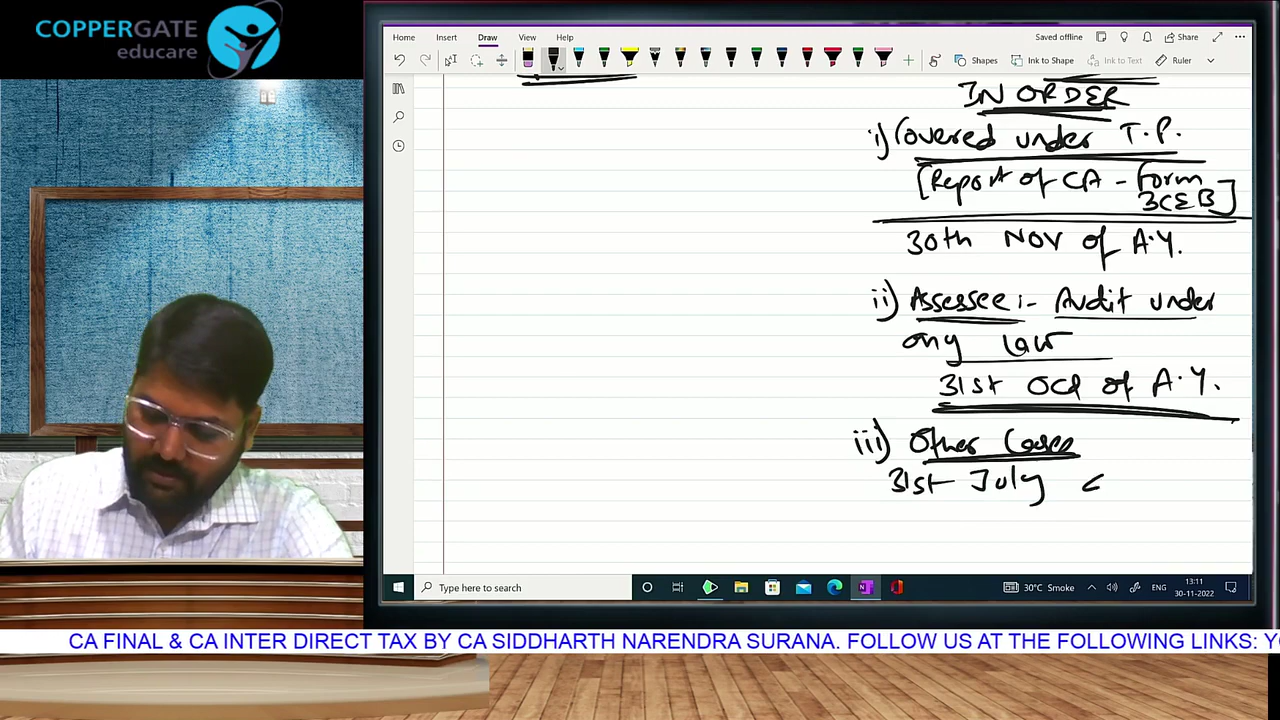 COPPERGATE
educare
Home Insert Draw View Help
Saved offline
Share
Shapes
Ink to Shape
Ink to Text
Ruler
IN ORDER
i) Covered under T.P.
[Report of CA - Form
3CEB]
30th NOV of A.Y.
ii) Assessee :- Audit under
any law
31st Oct of A.Y.
iii) Other Cases
31st July
Type here to search
30°C Smoke
ENG
13:11
30-11-2022
CA FINAL & CA INTER DIRECT TAX BY CA SIDDHARTH NARENDRA SURANA. FOLLOW US AT THE FOLLOWING LINKS: YO